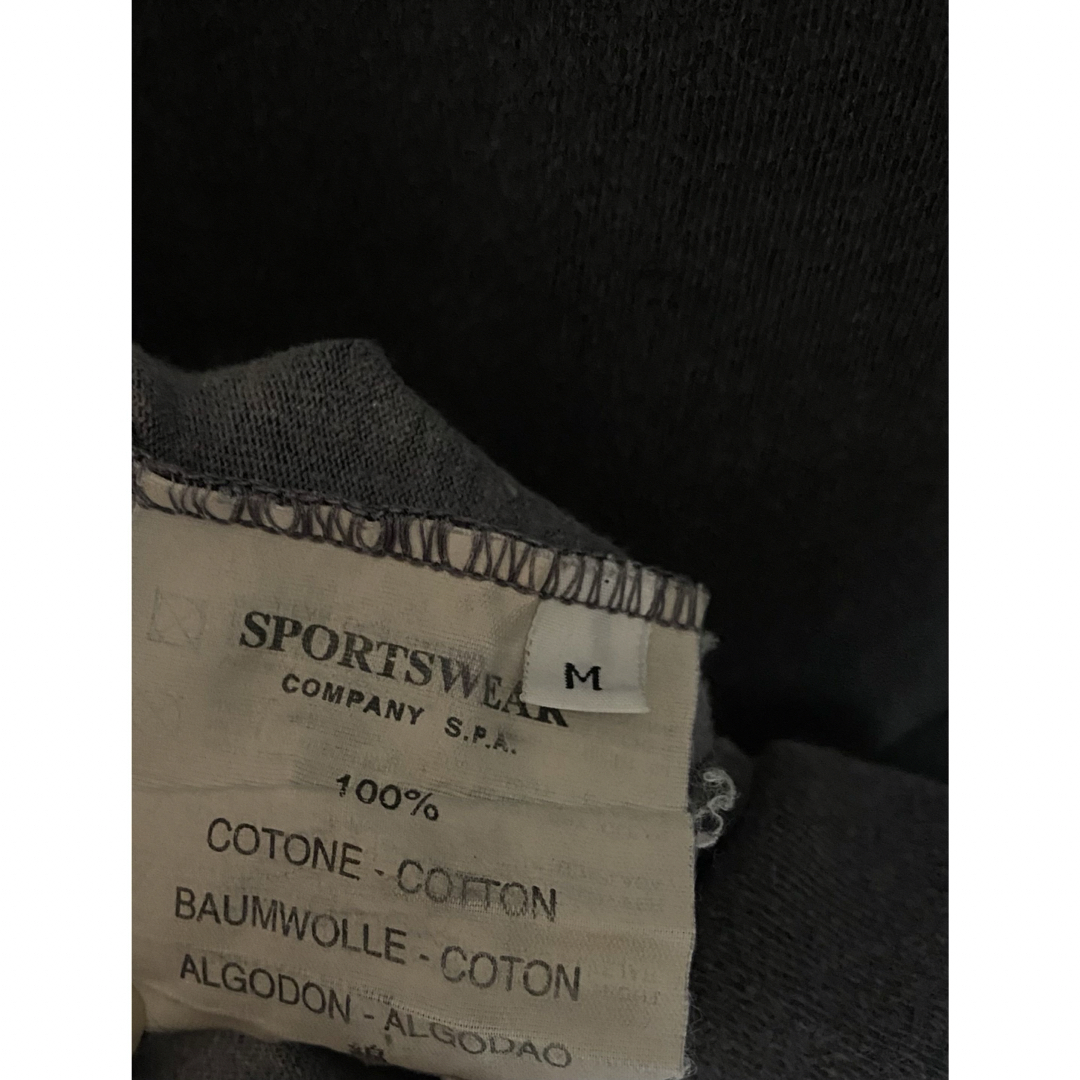 SPORTSWEAR
M
COMPANY S.P.A.
100%
COTONE - COTTON
BAUMWOLLE - COTON
ALGODON - ALGODAO